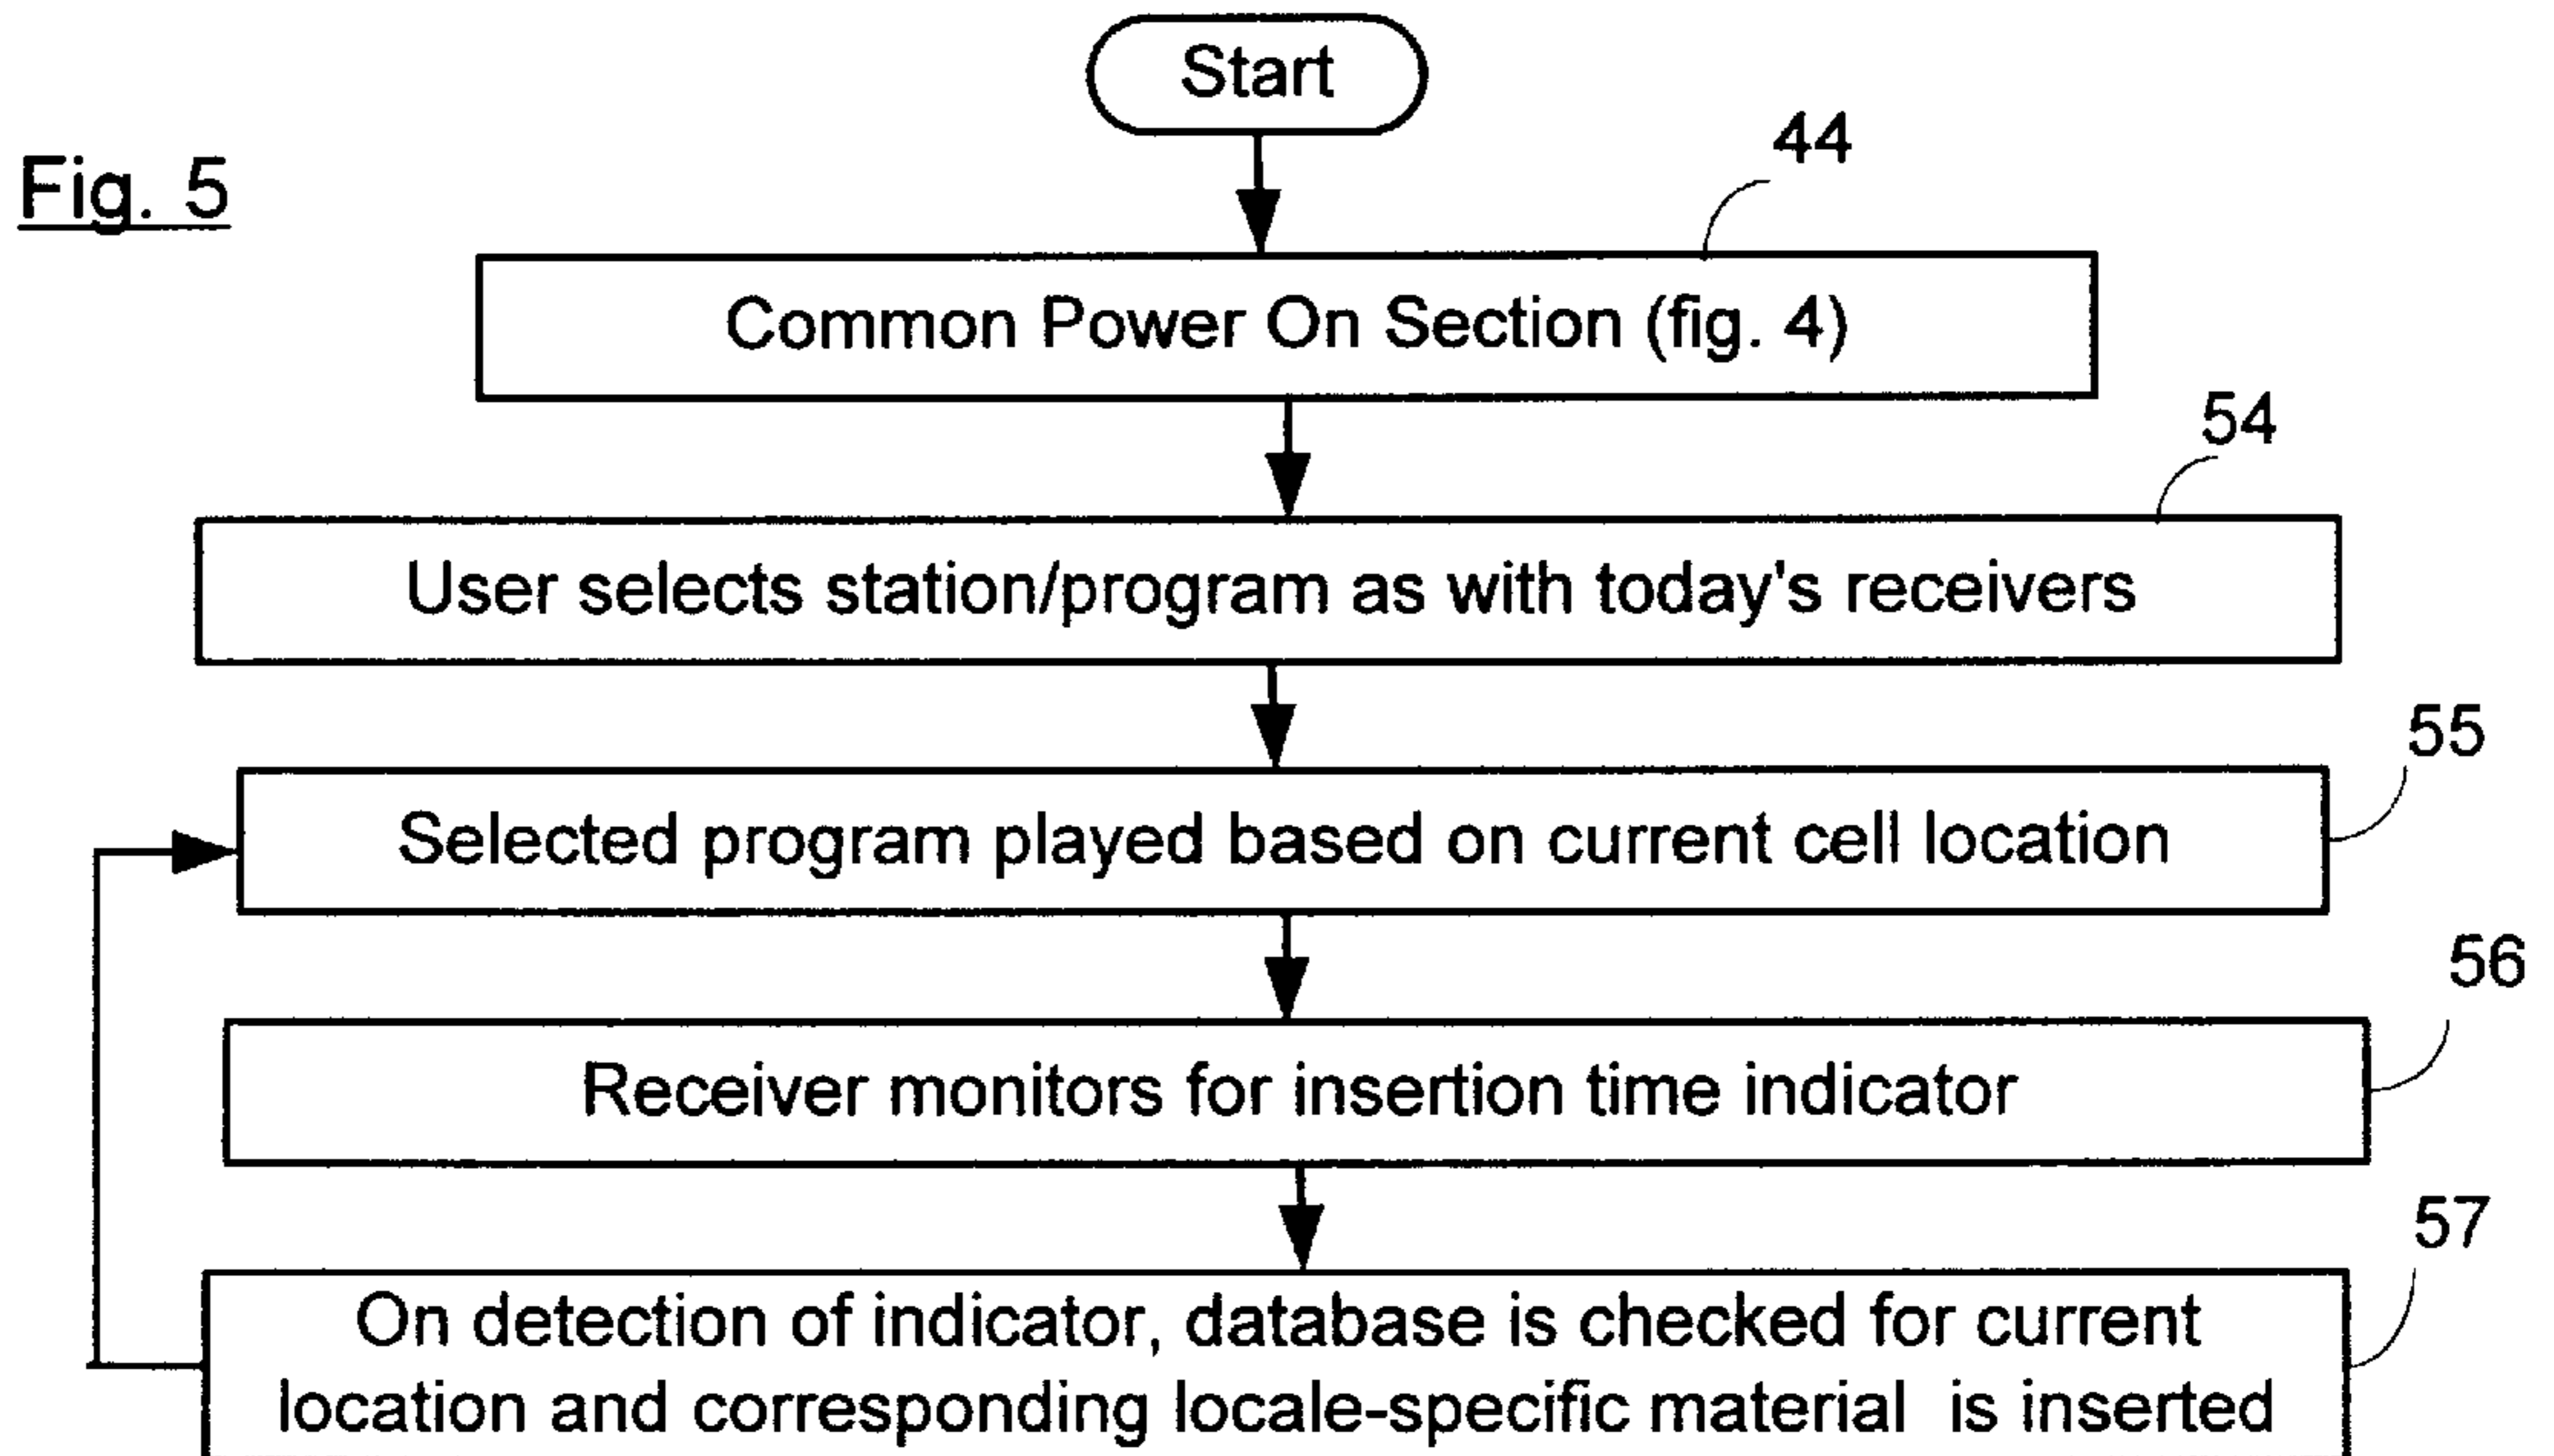 Start
Fig. 5
44
Common Power On Section (fig. 4)
54
User selects station/program as with today's receivers
55
Selected program played based on current cell location
56
Receiver monitors for insertion time indicator
57
On detection of indicator, database is checked for current
location and corresponding locale-specific material is inserted